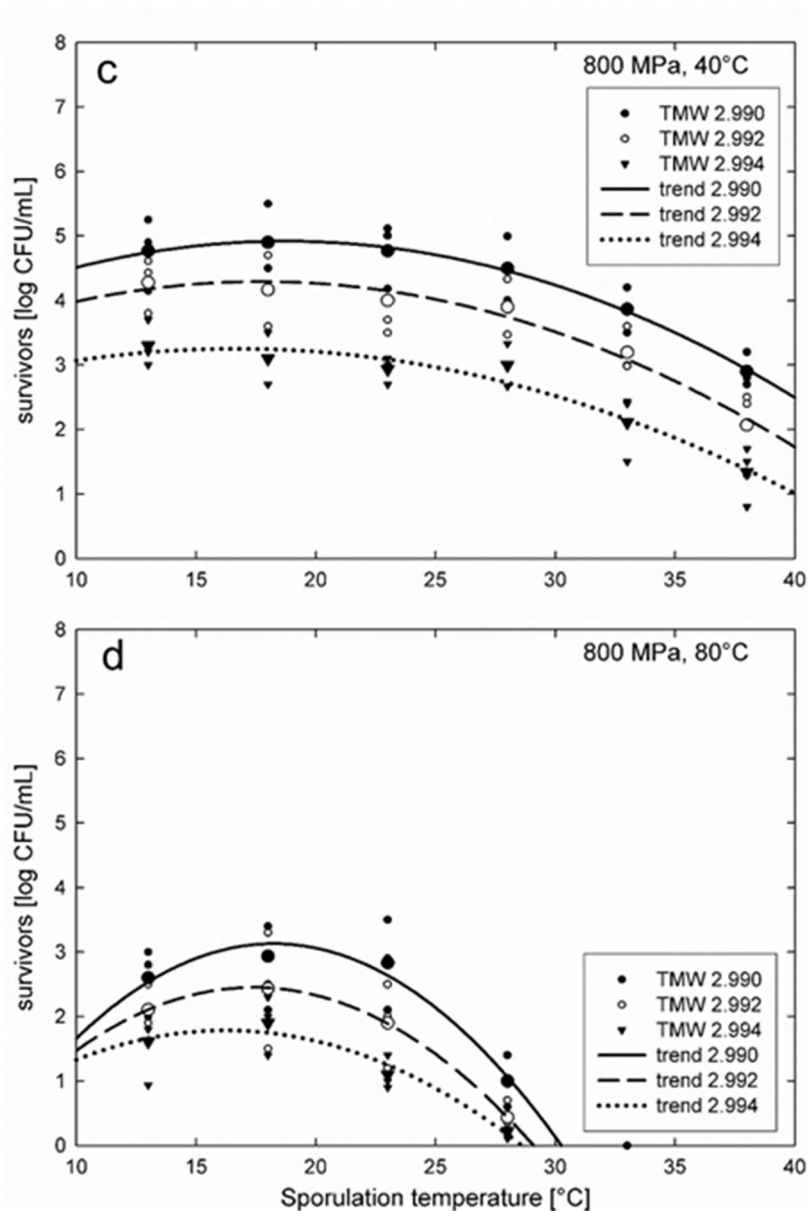 c
800 MPa, 40°C
TMW 2.990
TMW 2.992
TMW 2.994
trend 2.990
trend 2.992
trend 2.994
survivors [log CFU/mL]
8
7
6
5
4
3
2
1
0
10 15 20 25 30 35 40
d
800 MPa, 80°C
survivors [log CFU/mL]
8
7
6
5
4
3
2
1
0
TMW 2.990
TMW 2.992
TMW 2.994
trend 2.990
trend 2.992
trend 2.994
10 15 20 25 30 35 40
Sporulation temperature [°C]